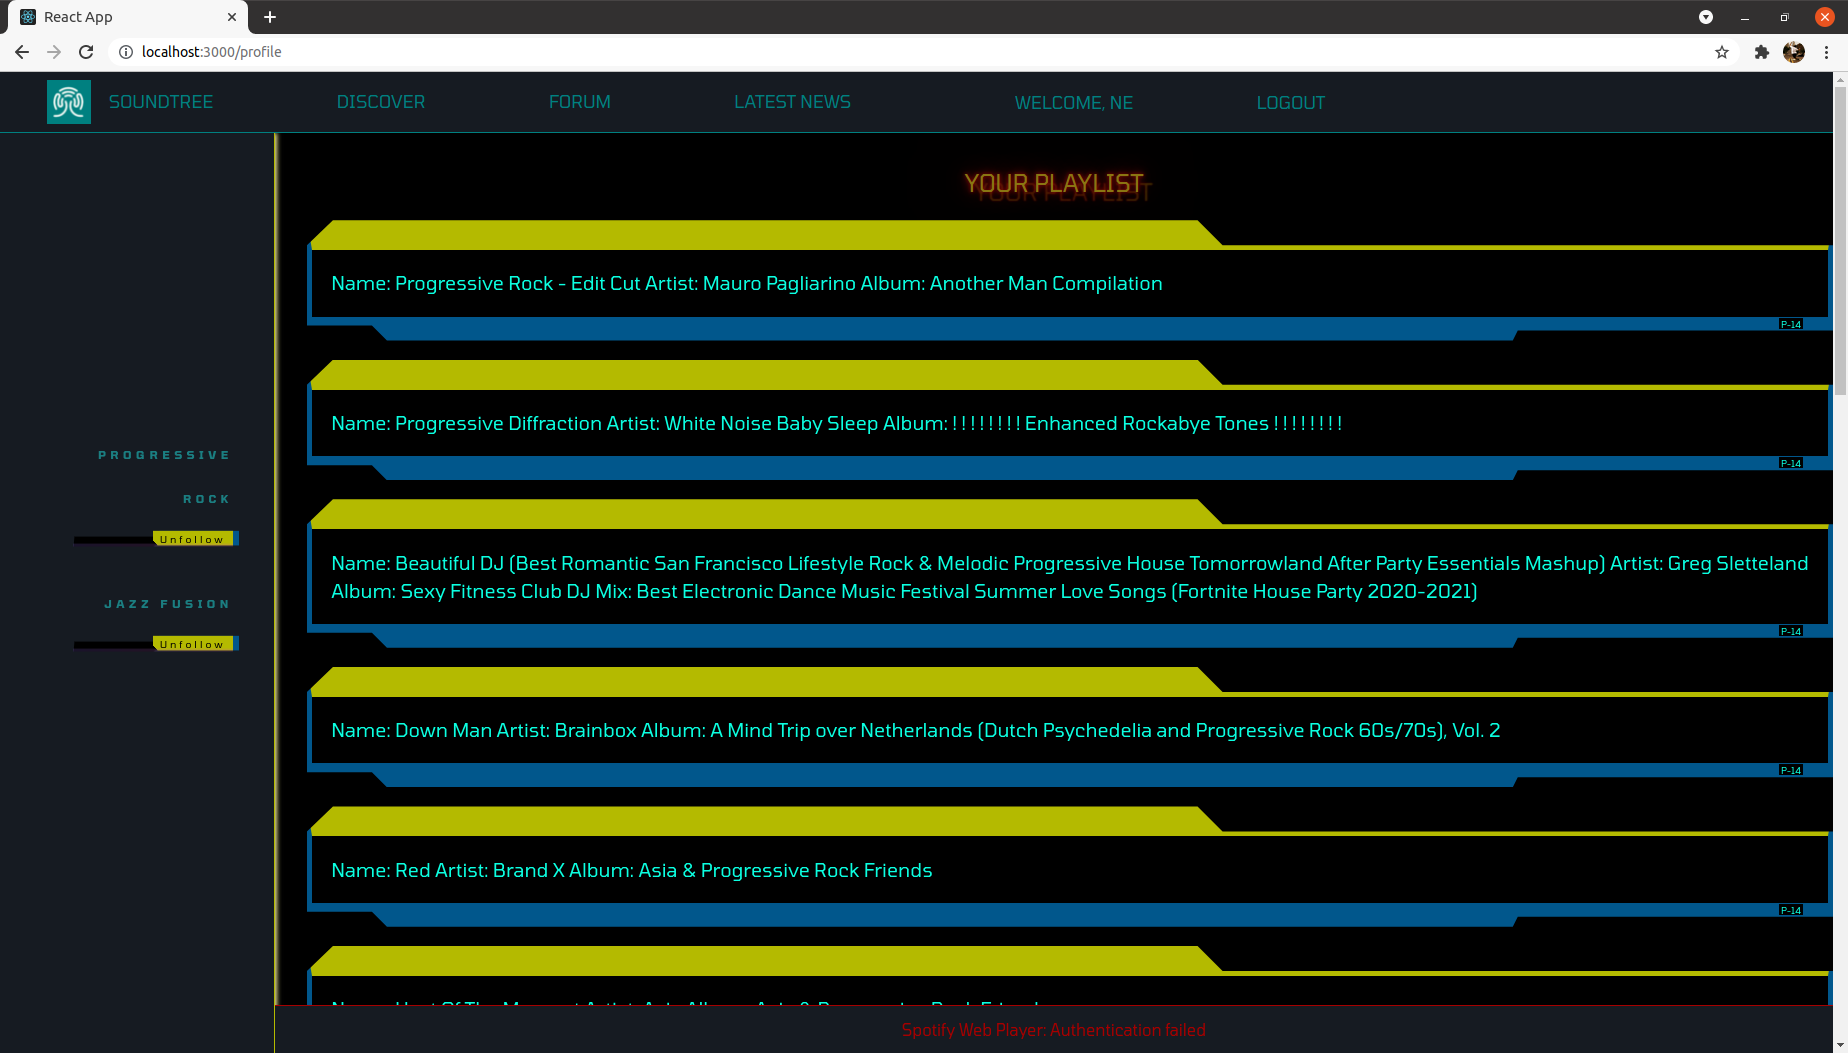 React App
localhost:3000/profile
SOUNDTREE
DISCOVER
FORUM
LATEST NEWS
WELCOME, NE
LOGOUT
PROGRESSIVE
ROCK
Unfollow
JAZZ FUSION
Unfollow
YOUR PLAYLIST
Name: Progressive Rock - Edit Cut Artist: Mauro Pagliarino Album: Another Man Compilation
P-14
Name: Progressive Diffraction Artist: White Noise Baby Sleep Album: ! ! ! ! ! ! ! ! Enhanced Rockabye Tones ! ! ! ! ! ! ! !
P-14
Name: Beautiful DJ (Best Romantic San Francisco Lifestyle Rock & Melodic Progressive House Tomorrowland After Party Essentials Mashup) Artist: Greg Sletteland
Album: Sexy Fitness Club DJ Mix: Best Electronic Dance Music Festival Summer Love Songs (Fortnite House Party 2020-2021)
P-14
Name: Down Man Artist: Brainbox Album: A Mind Trip over Netherlands (Dutch Psychedelia and Progressive Rock 60s/70s), Vol. 2
P-14
Name: Red Artist: Brand X Album: Asia & Progressive Rock Friends
P-14
Spotify Web Player: Authentication failed